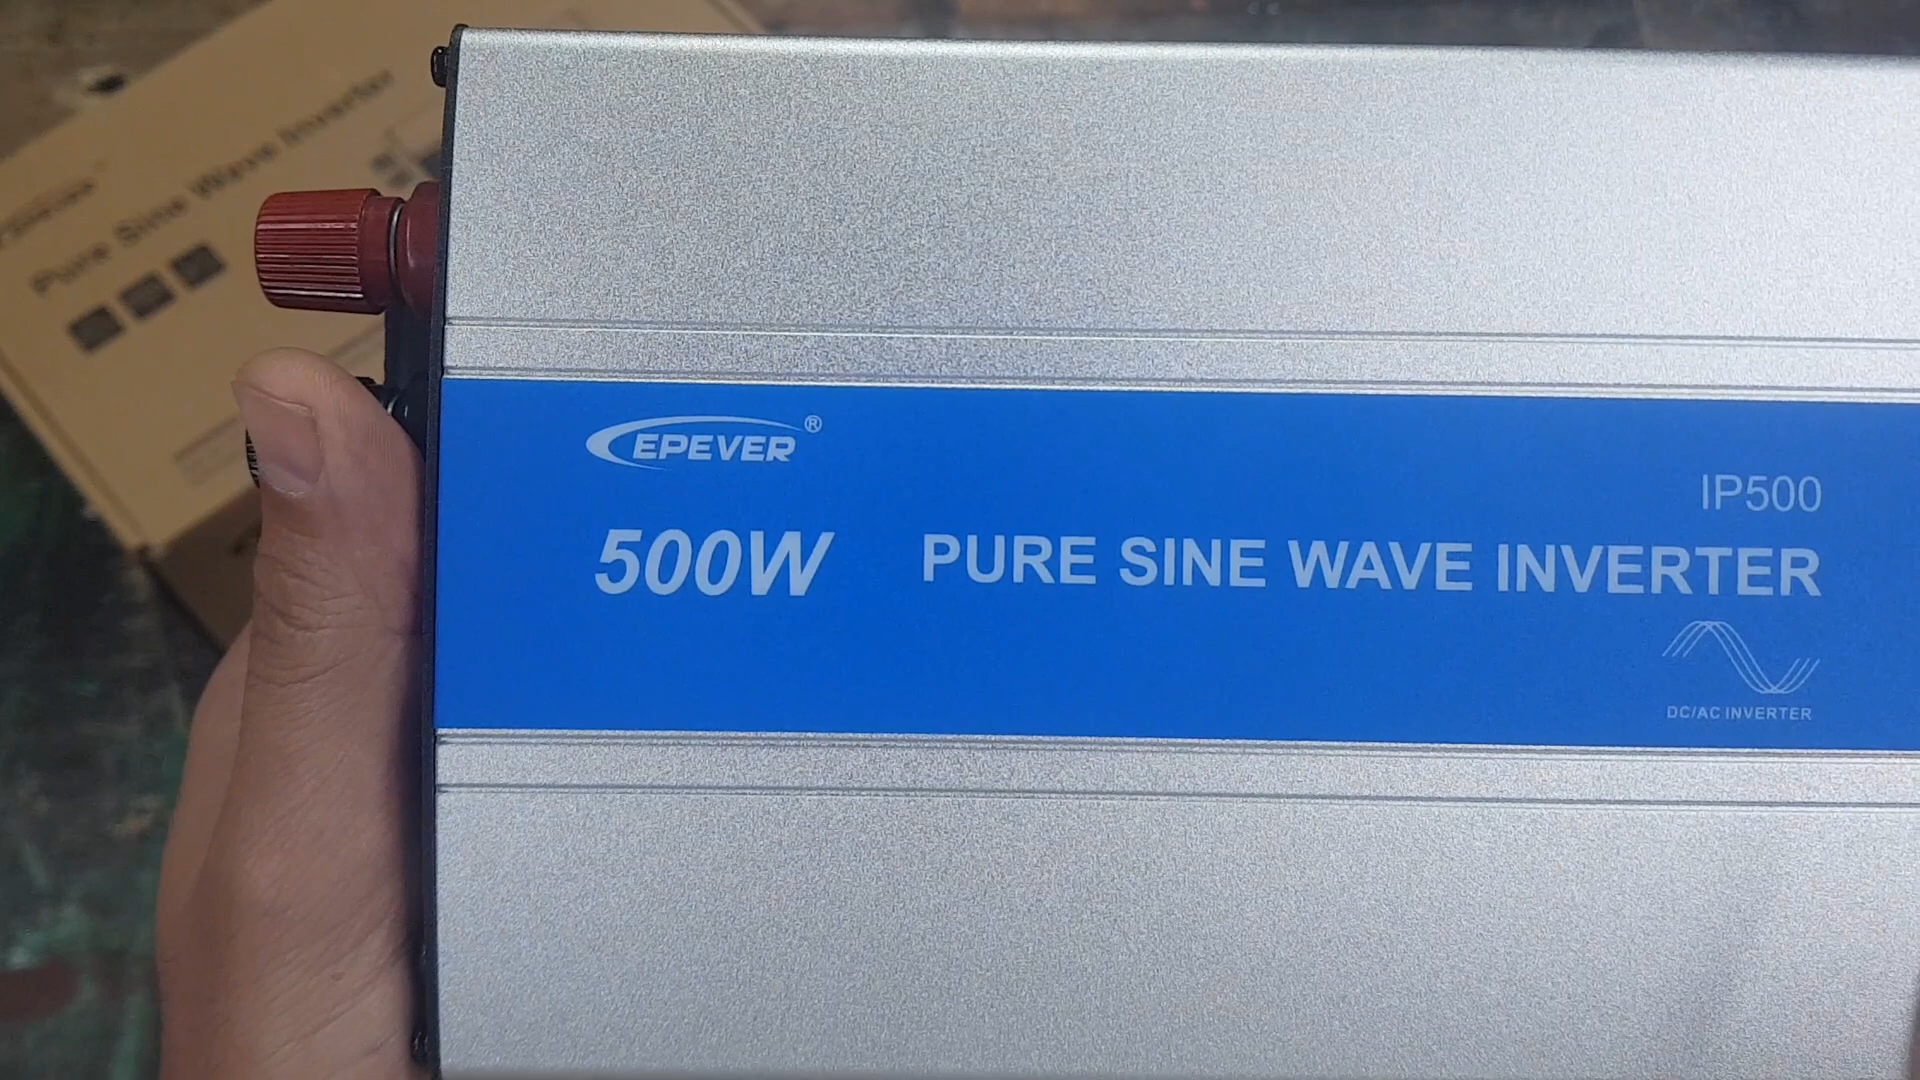 Pure Sine Wave Inverter
EPEVER®
IP500
500W PURE SINE WAVE INVERTER
DC/AC INVERTER